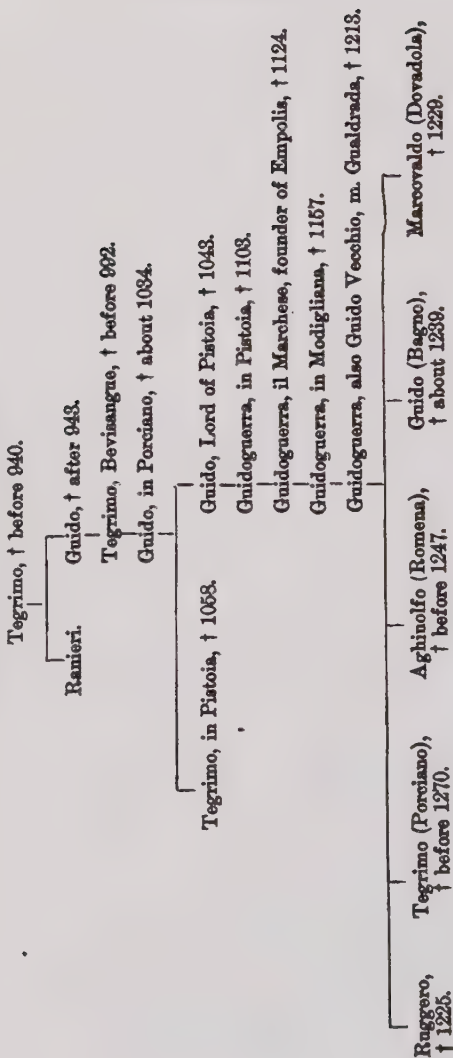 Tegrimo, † before 940.
Ranieri.
Guido, † after 943.
Tegrimo, Bevisangue, † before 992.
Guido, in Porciano, † about 1034.
Tegrimo, in Pistoia, † 1058.
Guido, Lord of Pistoia, † 1043.
Guidoguerra, in Pistoia, † 1103.
Guidoguerra, il Marchese, founder of Empolis, † 1124.
Guidoguerra, in Modigliana, † 1157.
Guidoguerra, also Guido Vecchio, m. Gualdrada, † 1213.
Ruggero,
† 1225.
Tegrimo (Porciano),
† before 1270.
Aghinolfo (Romena),
† before 1247.
Guido (Bagno),
† about 1239.
Marcovaldo (Dovadola),
† 1229.